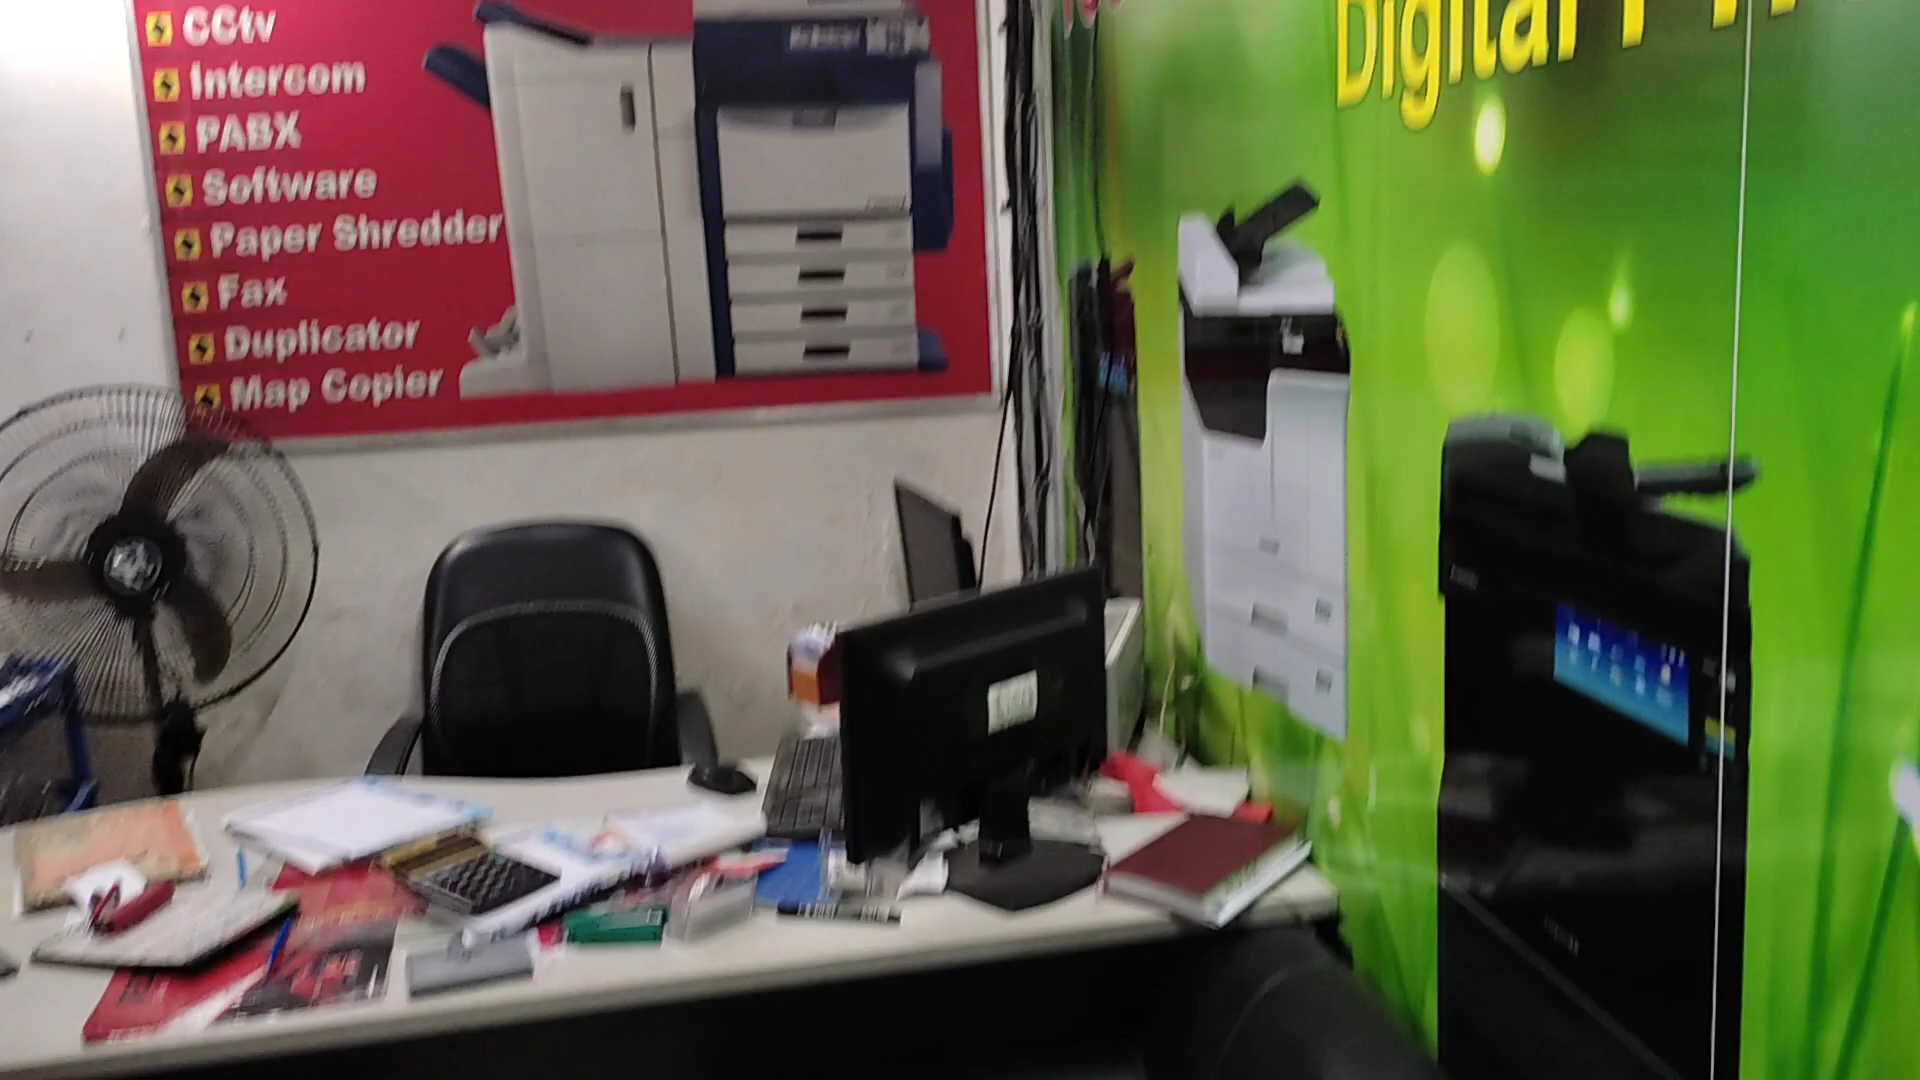 CCtv
Intercom
PABX
Software
Paper Shredder
Fax
Duplicator
Map Copier
Digital